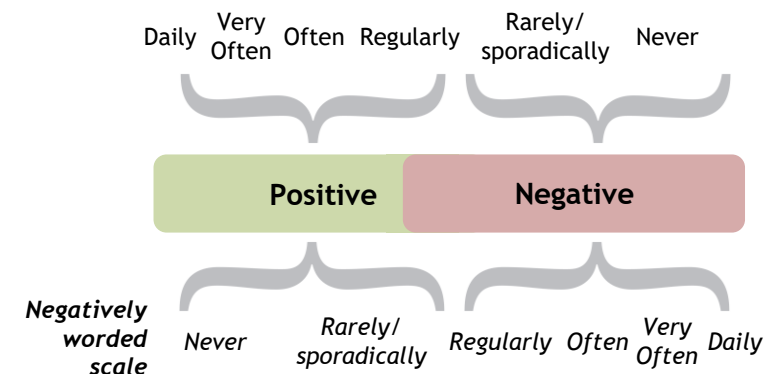 Daily Very Often Often Regularly Rarely/ sporadically Never
Positive Negative
Negatively worded scale
Never Rarely/ sporadically Regularly Often Very Often Daily